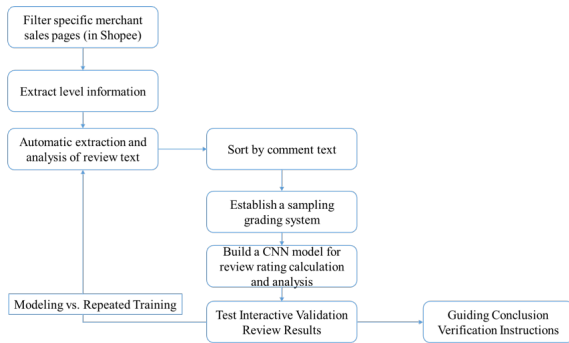 Filter specific merchant
sales pages (in Shopee)
Extract level information
Automatic extraction and
analysis of review text
Sort by comment text
Establish a sampling
grading system
Build a CNN model for
review rating calculation
and analysis
Modeling vs. Repeated Training
Test Interactive Validation
Review Results
Guiding Conclusion
Verification Instructions